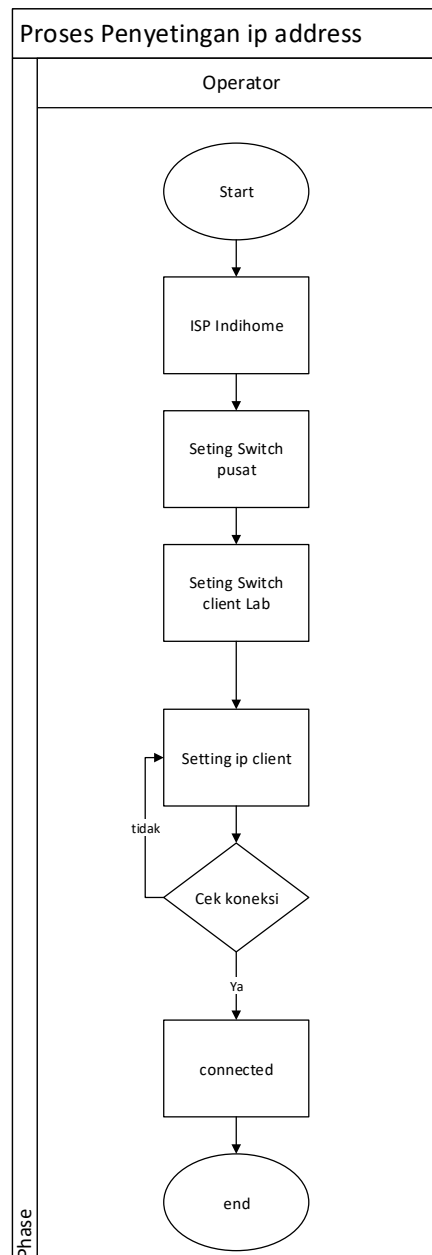 Proses Penyetingan ip address
Operator
Start
ISP Indihome
Seting Switch
pusat
Seting Switch
client Lab
Setting ip client
tidak
Cek koneksi
Ya
connected
end
Phase